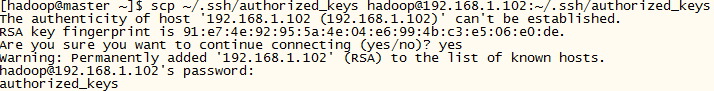 [hadoop@master ~]$ scp ~/.ssh/authorized_keys hadoop@192.168.1.102:~/.ssh/authorized_keys
The authenticity of host '192.168.1.102 (192.168.1.102)' can't be established.
RSA key fingerprint is 91:e7:4e:92:95:5a:4e:04:e6:99:4b:c3:e5:06:e0:de.
Are you sure you want to continue connecting (yes/no)? yes
Warning: Permanently added '192.168.1.102' (RSA) to the list of known hosts.
hadoop@192.168.1.102's password:
authorized_keys